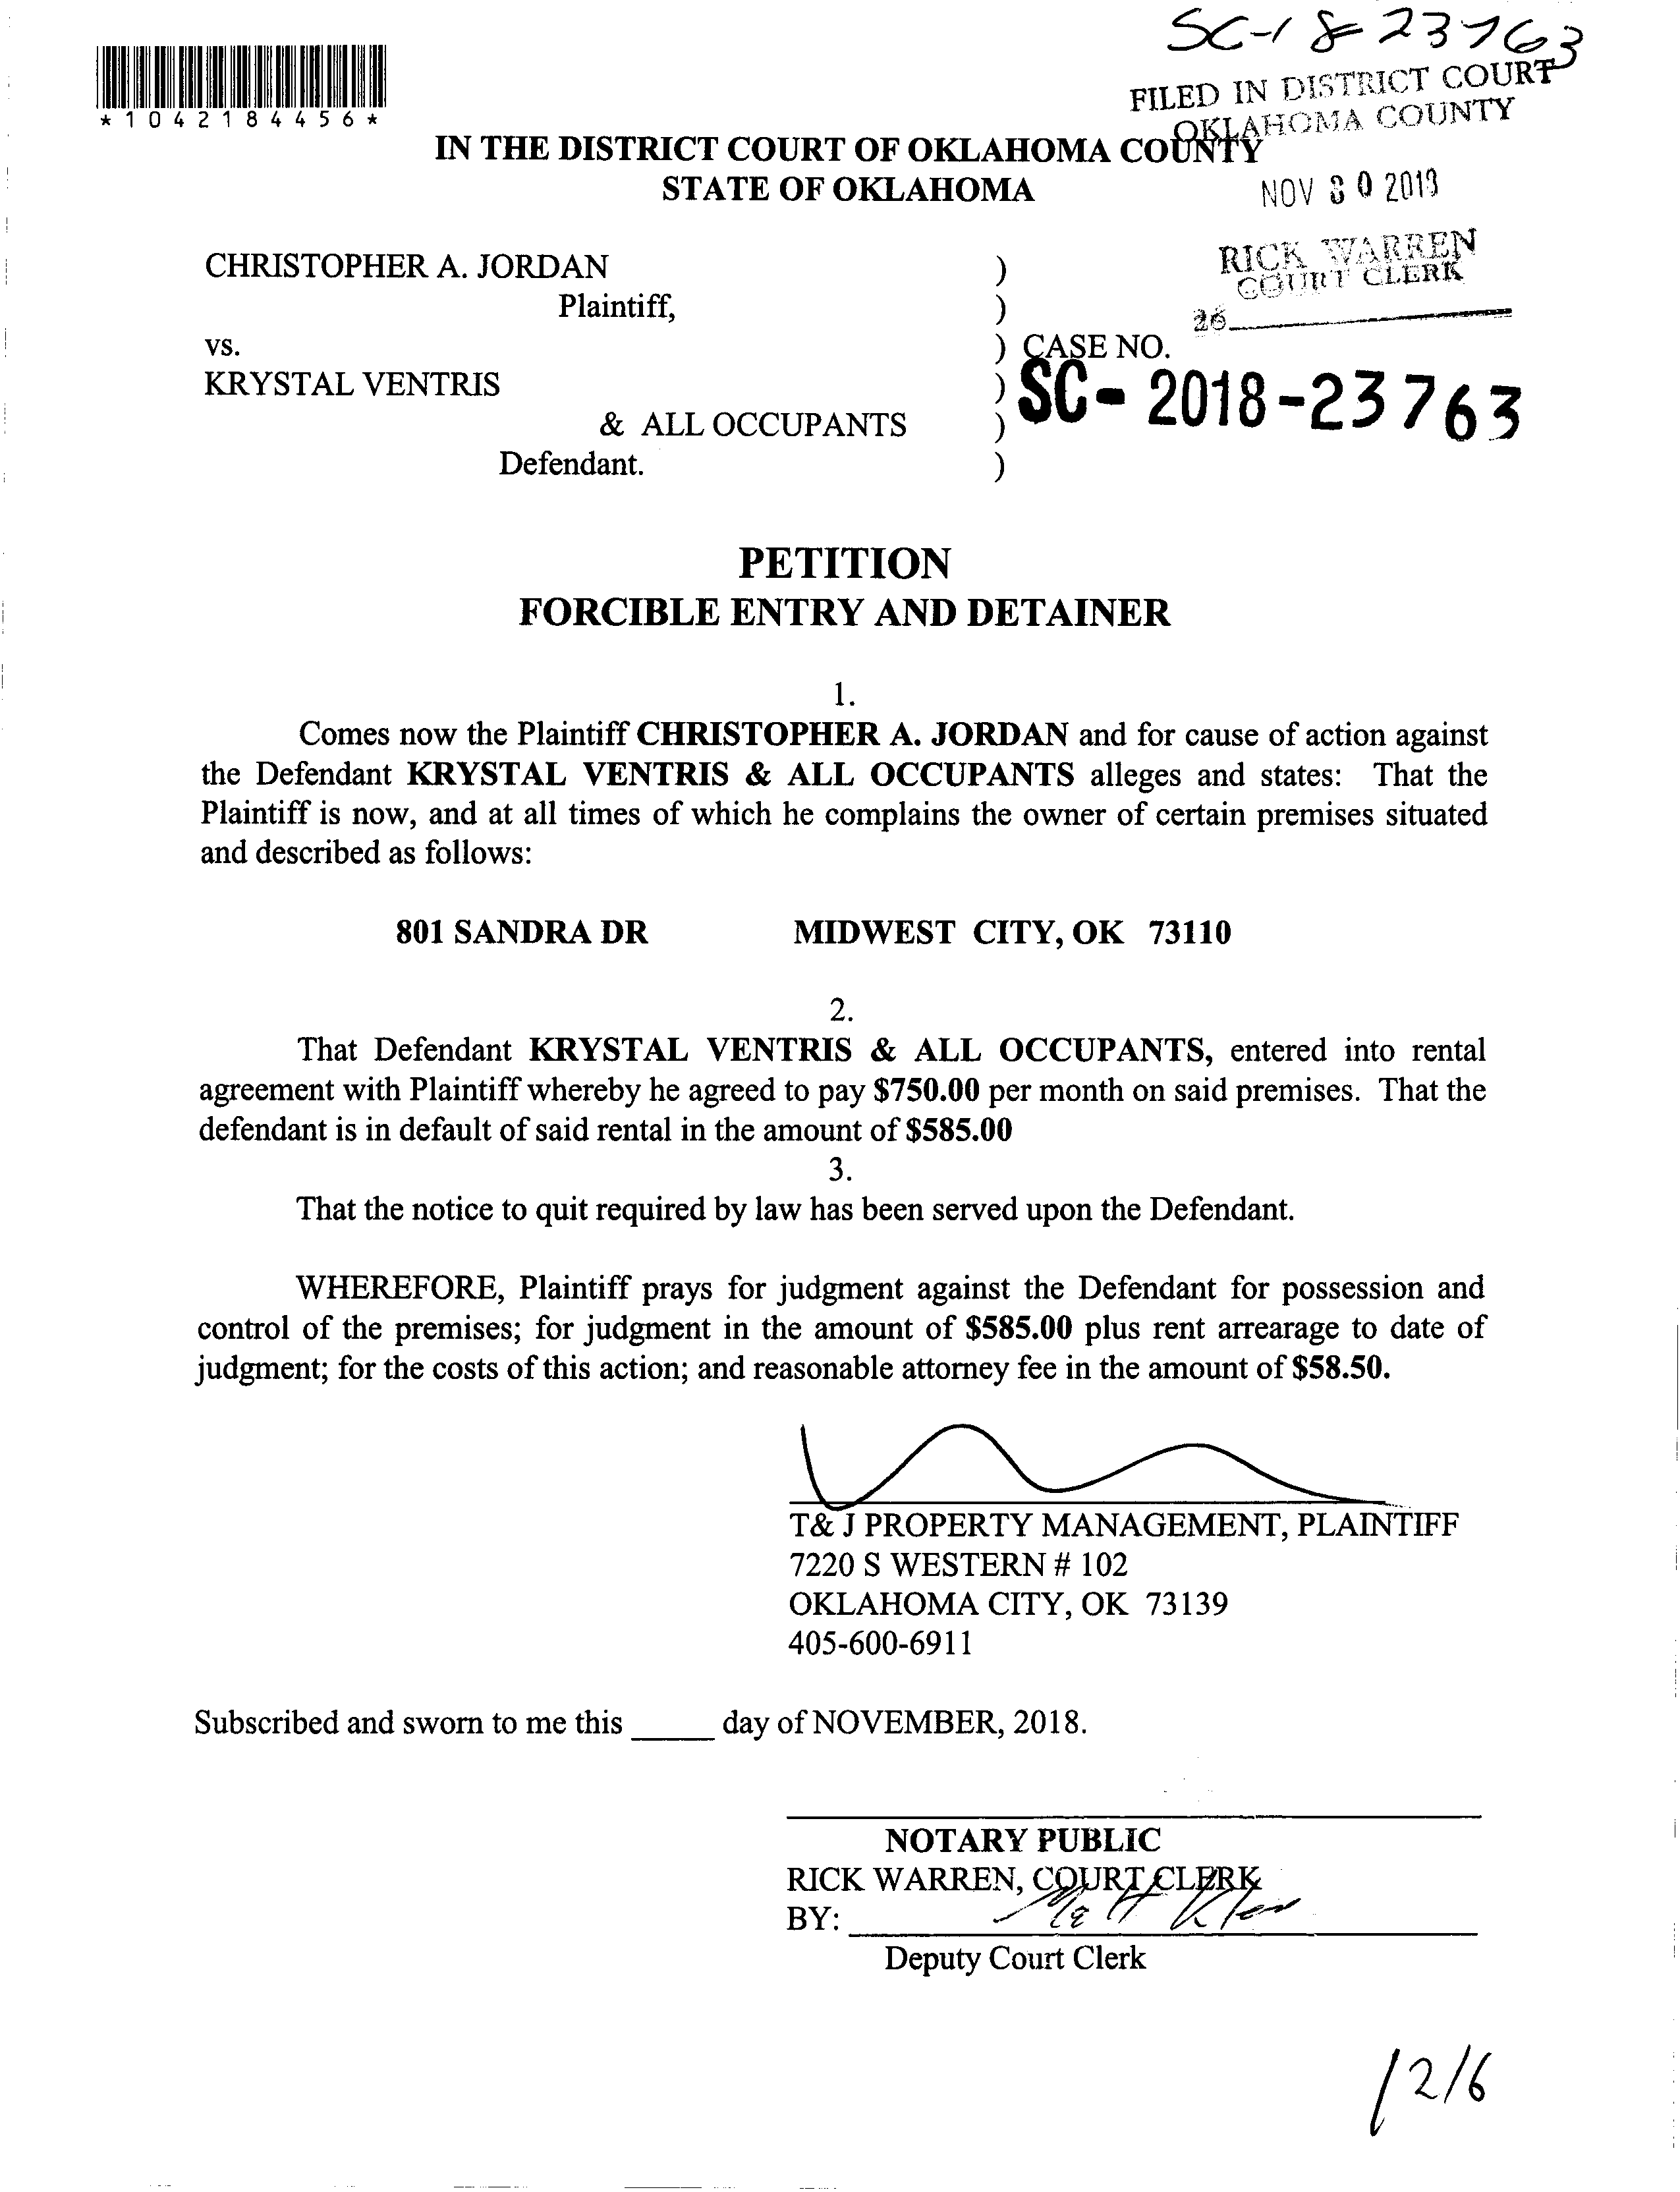 SC-18-23763
*1042184456*
FILED IN DISTRICT COURT
OKLAHOMA COUNTY
IN THE DISTRICT COURT OF OKLAHOMA COUNTY
STATE OF OKLAHOMA
NOV 30 2018
RICK WARREN
COURT CLERK
26
CHRISTOPHER A. JORDAN )
Plaintiff, )
vs. ) CASE NO.
KRYSTAL VENTRIS ) SC-2018-23763
& ALL OCCUPANTS )
Defendant. )
PETITION
FORCIBLE ENTRY AND DETAINER
1.
Comes now the Plaintiff CHRISTOPHER A. JORDAN and for cause of action against
the Defendant KRYSTAL VENTRIS & ALL OCCUPANTS alleges and states: That the
Plaintiff is now, and at all times of which he complains the owner of certain premises situated
and described as follows:
801 SANDRA DR MIDWEST CITY, OK 73110
2.
That Defendant KRYSTAL VENTRIS & ALL OCCUPANTS, entered into rental
agreement with Plaintiff whereby he agreed to pay $750.00 per month on said premises. That the
defendant is in default of said rental in the amount of $585.00
3.
That the notice to quit required by law has been served upon the Defendant.
WHEREFORE, Plaintiff prays for judgment against the Defendant for possession and
control of the premises; for judgment in the amount of $585.00 plus rent arrearage to date of
judgment; for the costs of this action; and reasonable attorney fee in the amount of $58.50.
T& J PROPERTY MANAGEMENT, PLAINTIFF
7220 S WESTERN # 102
OKLAHOMA CITY, OK 73139
405-600-6911
Subscribed and sworn to me this _____ day of NOVEMBER, 2018.
NOTARY PUBLIC
RICK WARREN, COURT CLERK
BY:
Deputy Court Clerk
12/6